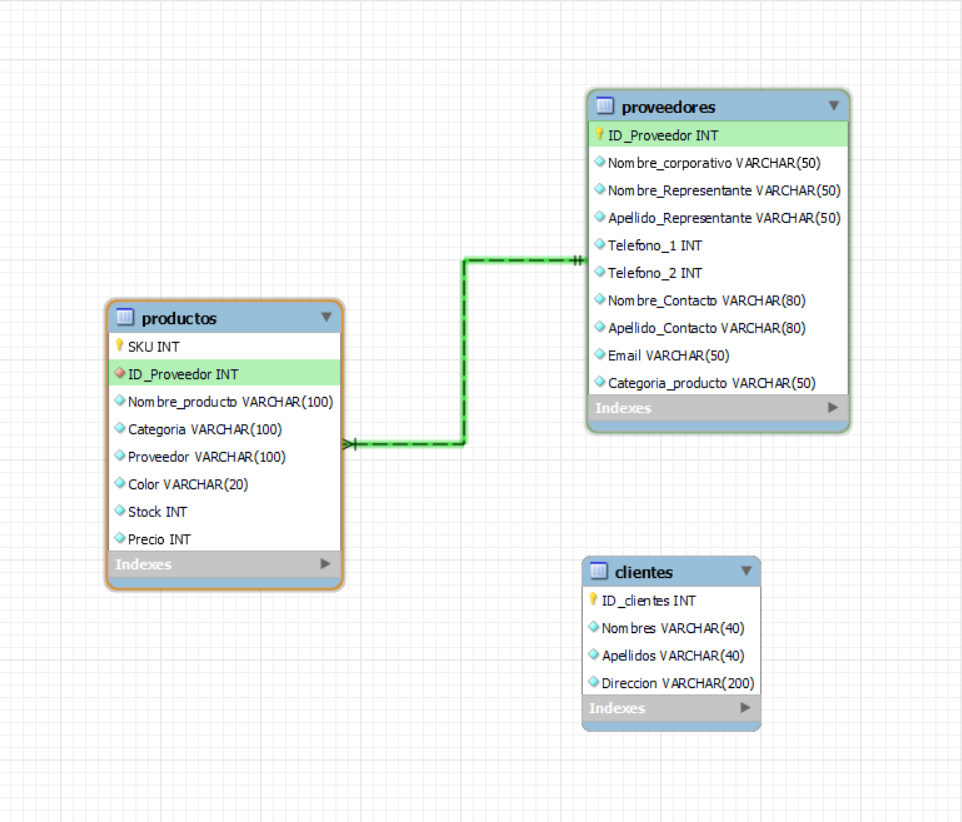 proveedores
ID_Proveedor INT
Nombre_corporativo VARCHAR(50)
Nombre_Representante VARCHAR(50)
Apellido_Representante VARCHAR(50)
Telefono_1 INT
Telefono_2 INT
Nombre_Contacto VARCHAR(80)
Apellido_Contacto VARCHAR(80)
Email VARCHAR(50)
Categoria_producto VARCHAR(50)
Indexes
productos
SKU INT
ID_Proveedor INT
Nombre_producto VARCHAR(100)
Categoria VARCHAR(100)
Proveedor VARCHAR(100)
Color VARCHAR(20)
Stock INT
Precio INT
Indexes
clientes
ID_clientes INT
Nombres VARCHAR(40)
Apellidos VARCHAR(40)
Direccion VARCHAR(200)
Indexes